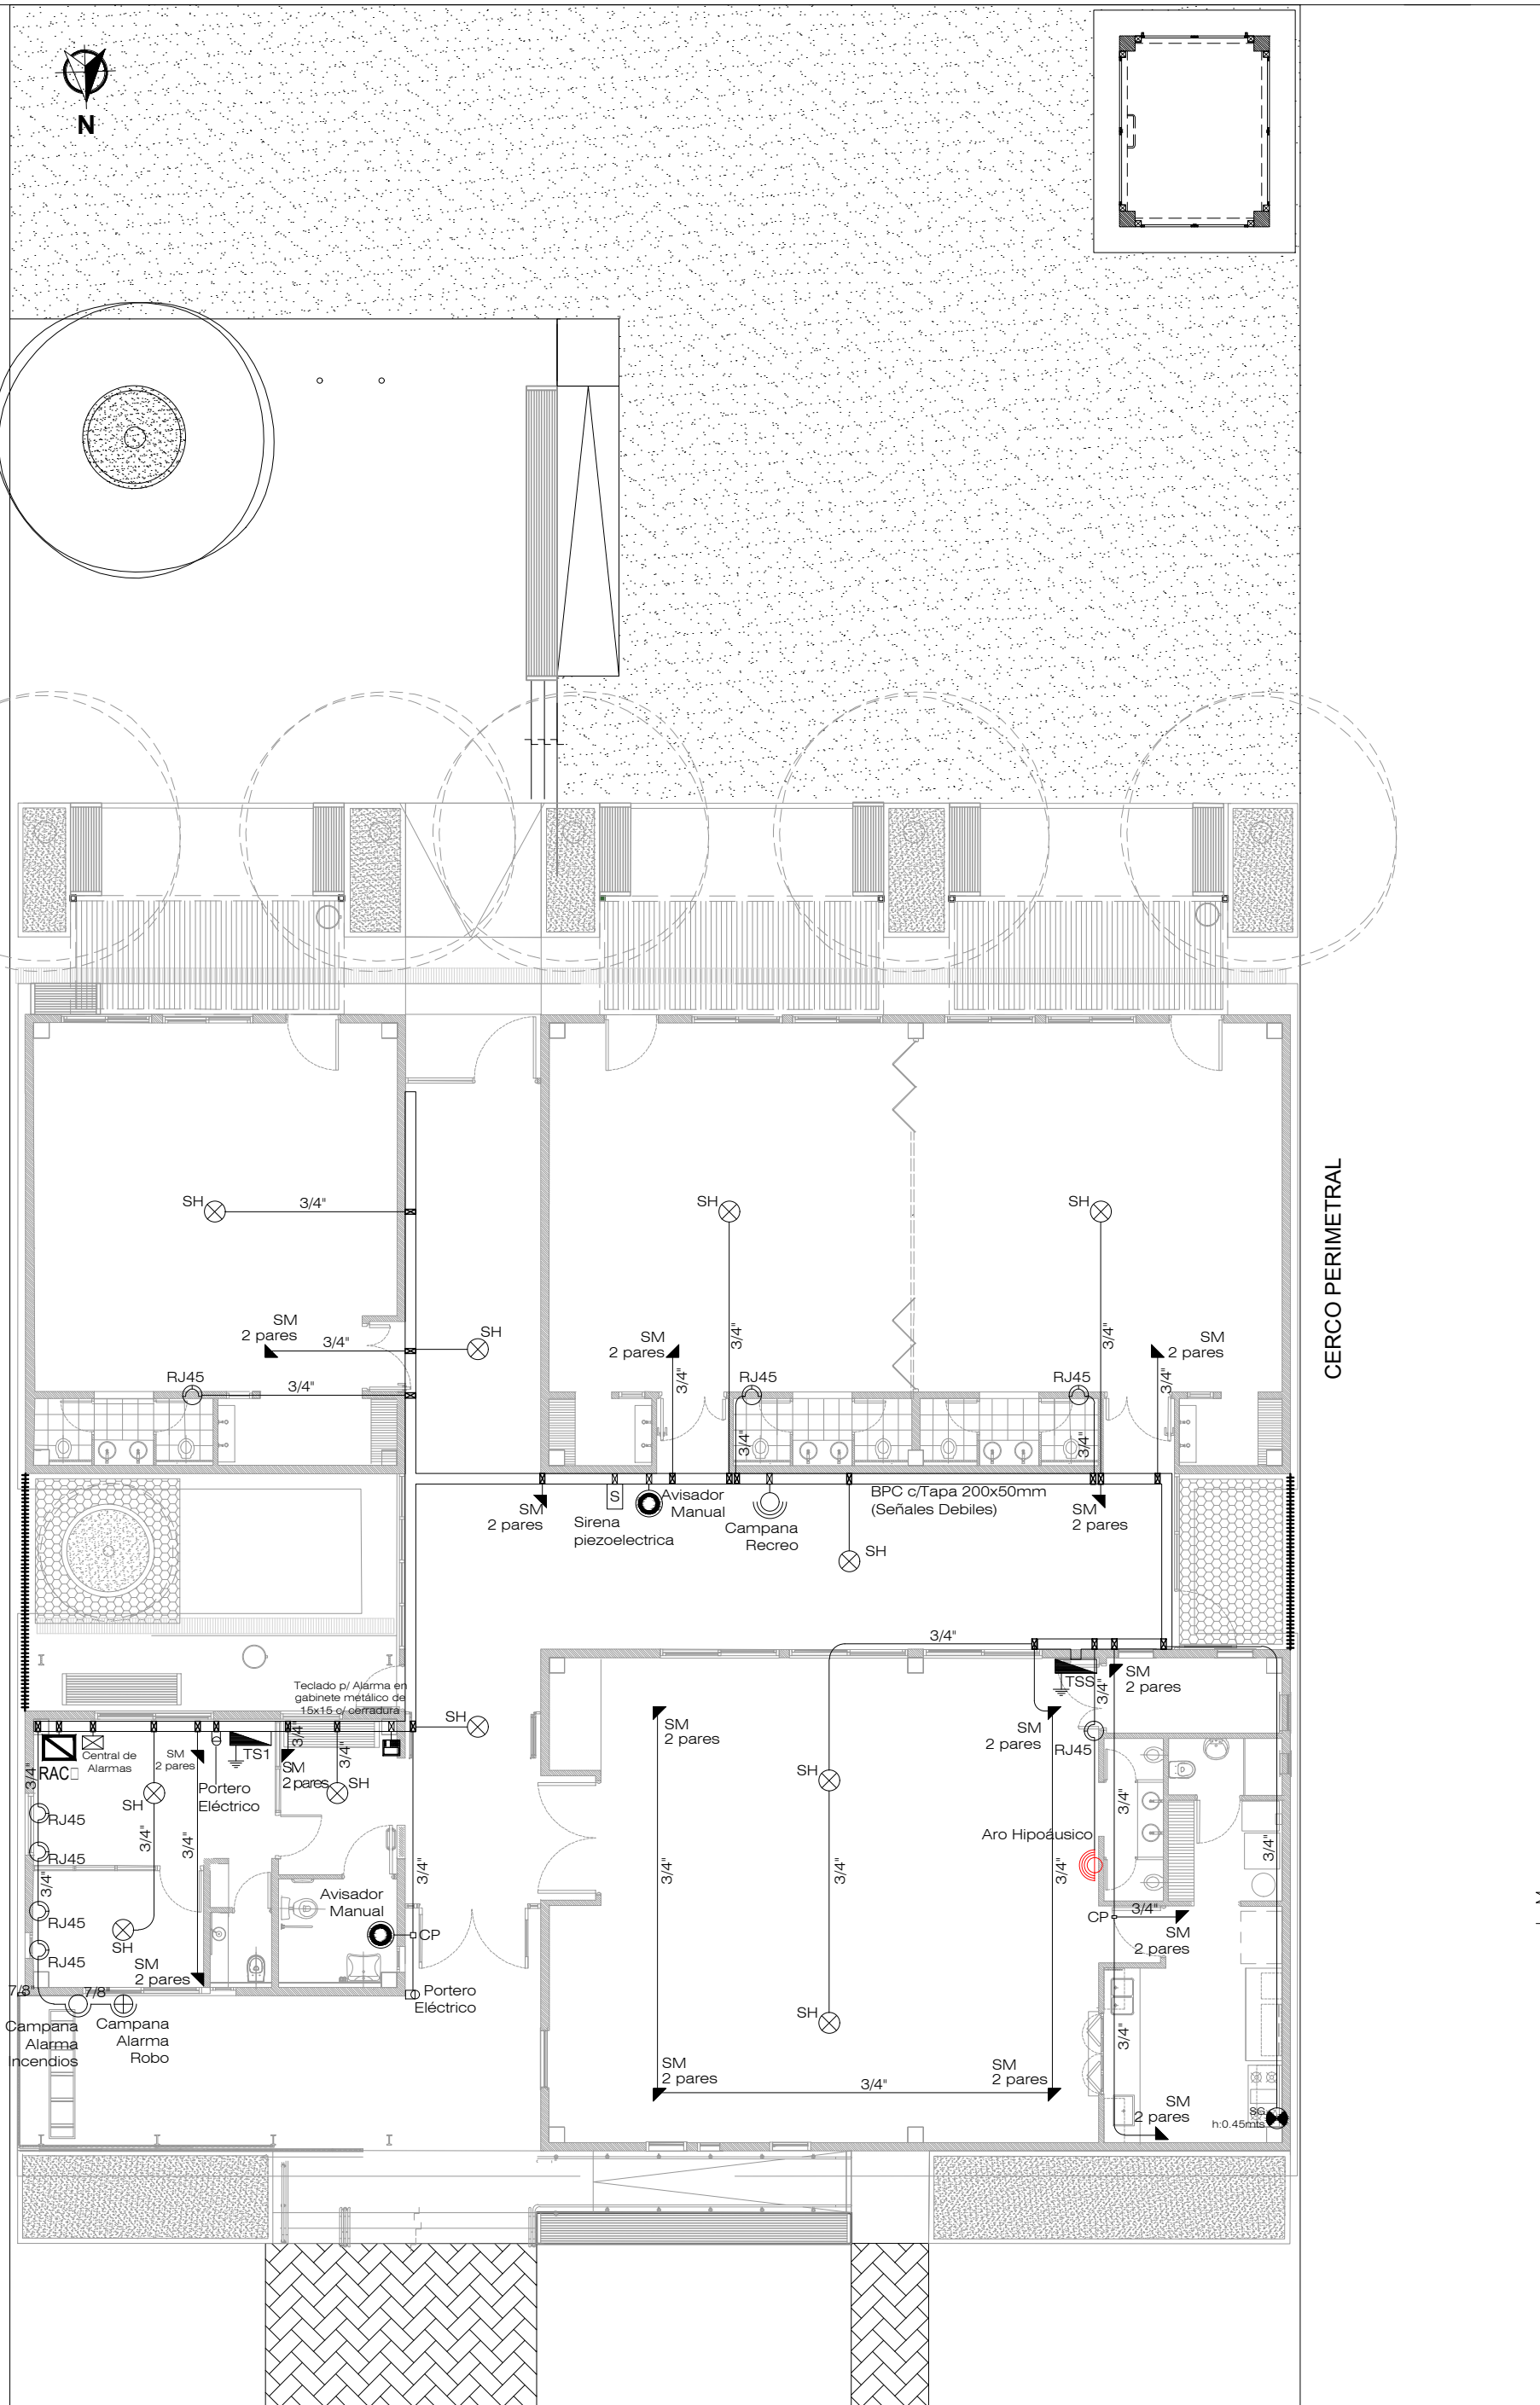 N
CERCO PERIMETRAL
SH
3/4"
SH
3/4"
SH
3/4"
SM
2 pares
3/4"
SH
SM
2 pares
3/4"
SM
2 pares
3/4"
RJ45
3/4"
RJ45
3/4"
RJ45
3/4"
SM
2 pares
S
Sirena
piezoelectrica
Avisador
Manual
Campana
Recreo
SH
BPC c/Tapa 200x50mm
(Señales Debiles)
SM
2 pares
3/4"
Teclado p/ Alarma en
gabinete metálico de
15x15 c/ cerradura
SH
TSS
3/4"
SM
2 pares
RAC
Central de
Alarmas
SM
2 pares
TS1
3/4"
SM
2 pares
3/4"
SH
Portero
Eléctrico
SH
3/4"
3/4"
3/4"
RJ45
RJ45
3/4"
RJ45
RJ45
SH
SM
2 pares
Avisador
Manual
CP
3/4"
Portero
Eléctrico
7/8"
7/8"
Campana
Alarma
Incendios
Campana
Alarma
Robo
SM
2 pares
SM
2 pares
RJ45
SH
3/4"
3/4"
SH
3/4"
Aro Hipoáusico
3/4"
3/4"
CP
3/4"
SM
2 pares
3/4"
SM
2 pares
SM
2 pares
3/4"
SM
2 pares
SG
h:0.45mts